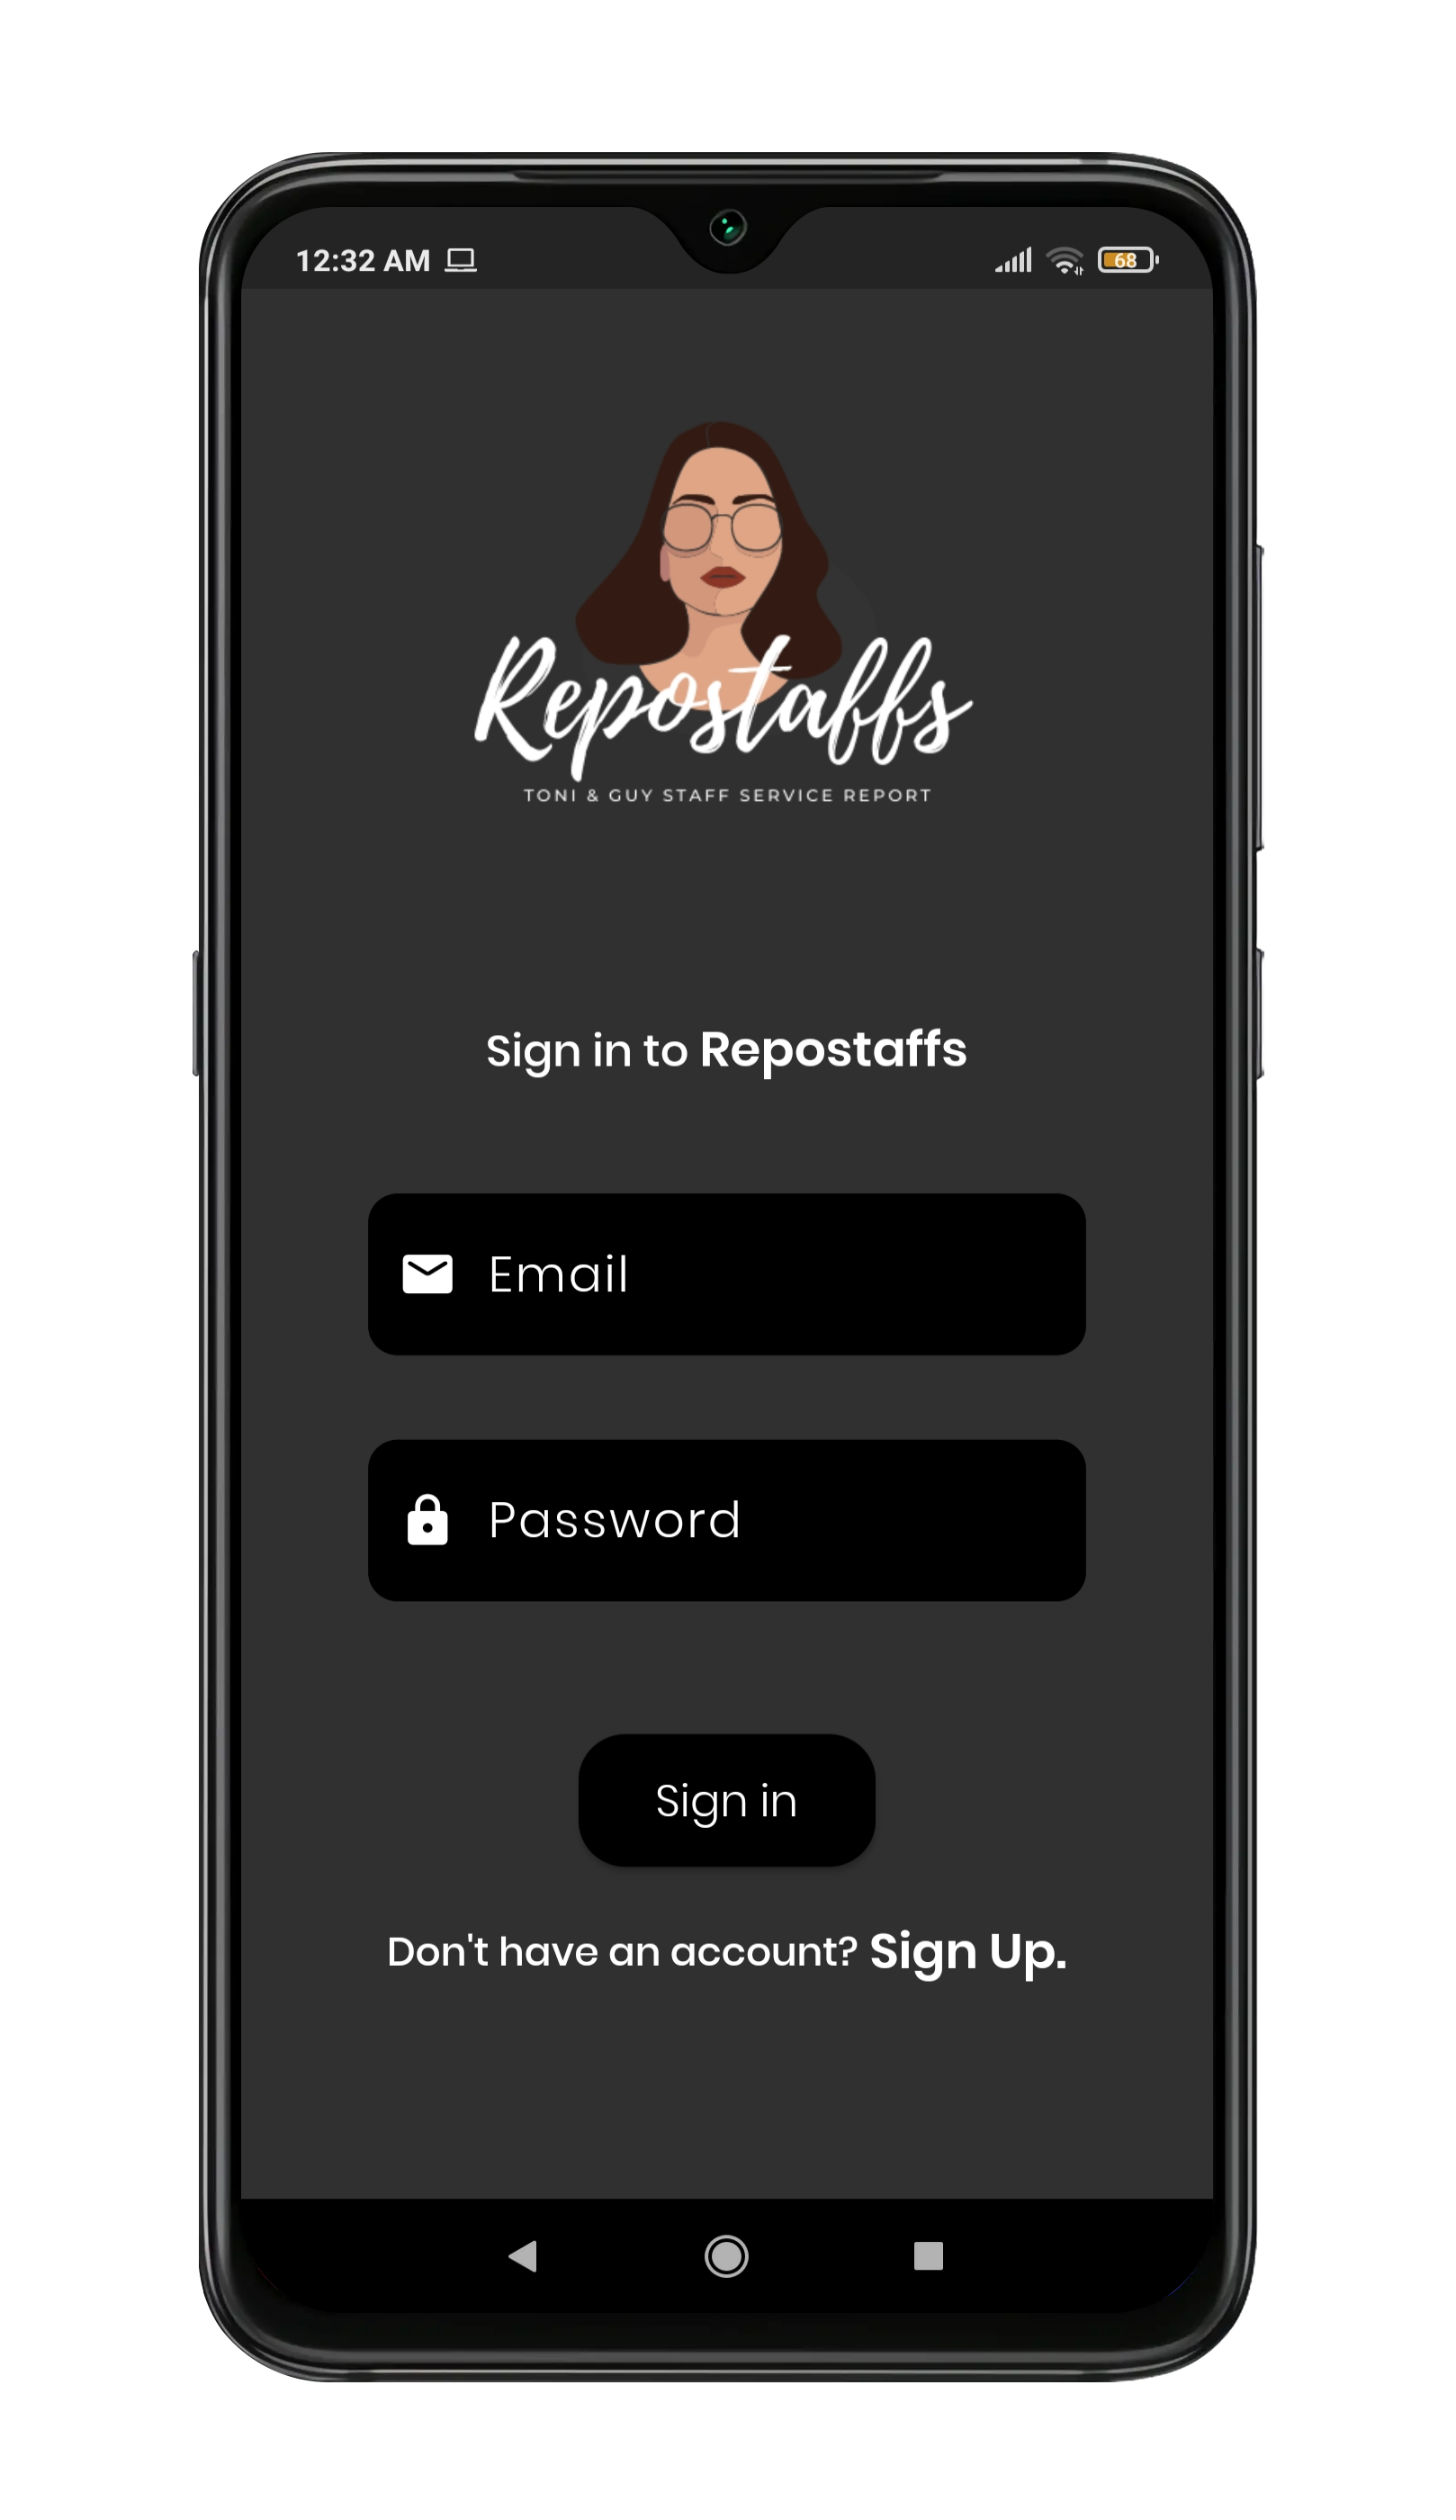 12:32 AM 68
Repostaffs
TONI & GUY STAFF SERVICE REPORT
Sign in to Repostaffs
Email
Password
Sign in
Don't have an account? Sign Up.